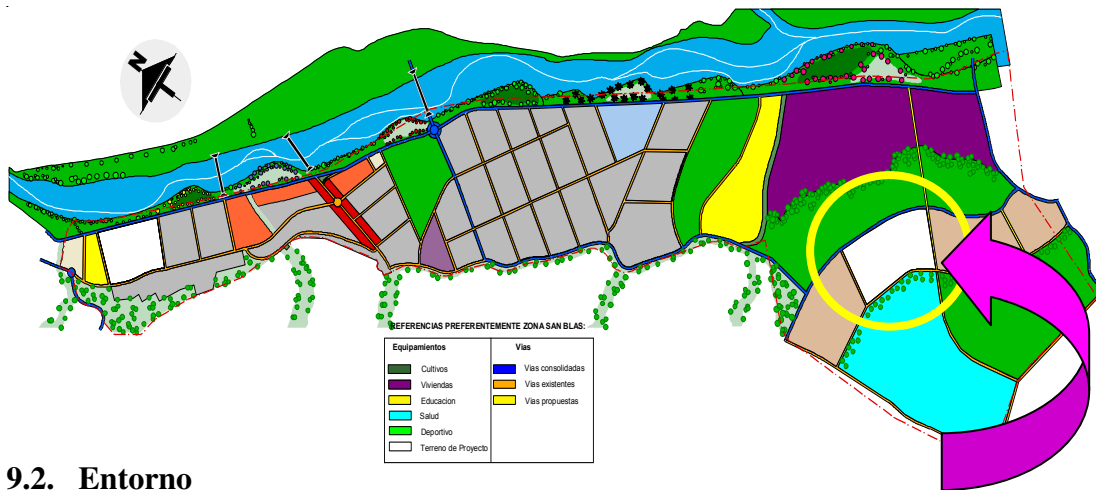 N
REFERENCIAS PREFERENTEMENTE ZONA SAN BLAS:
Equipamientos
Vias
Cultivos
Vias consolidadas
Viviendas
Vias existentes
Educacion
Vias propuestas
Salud
Deportivo
Terreno de Proyecto
9.2. Entorno